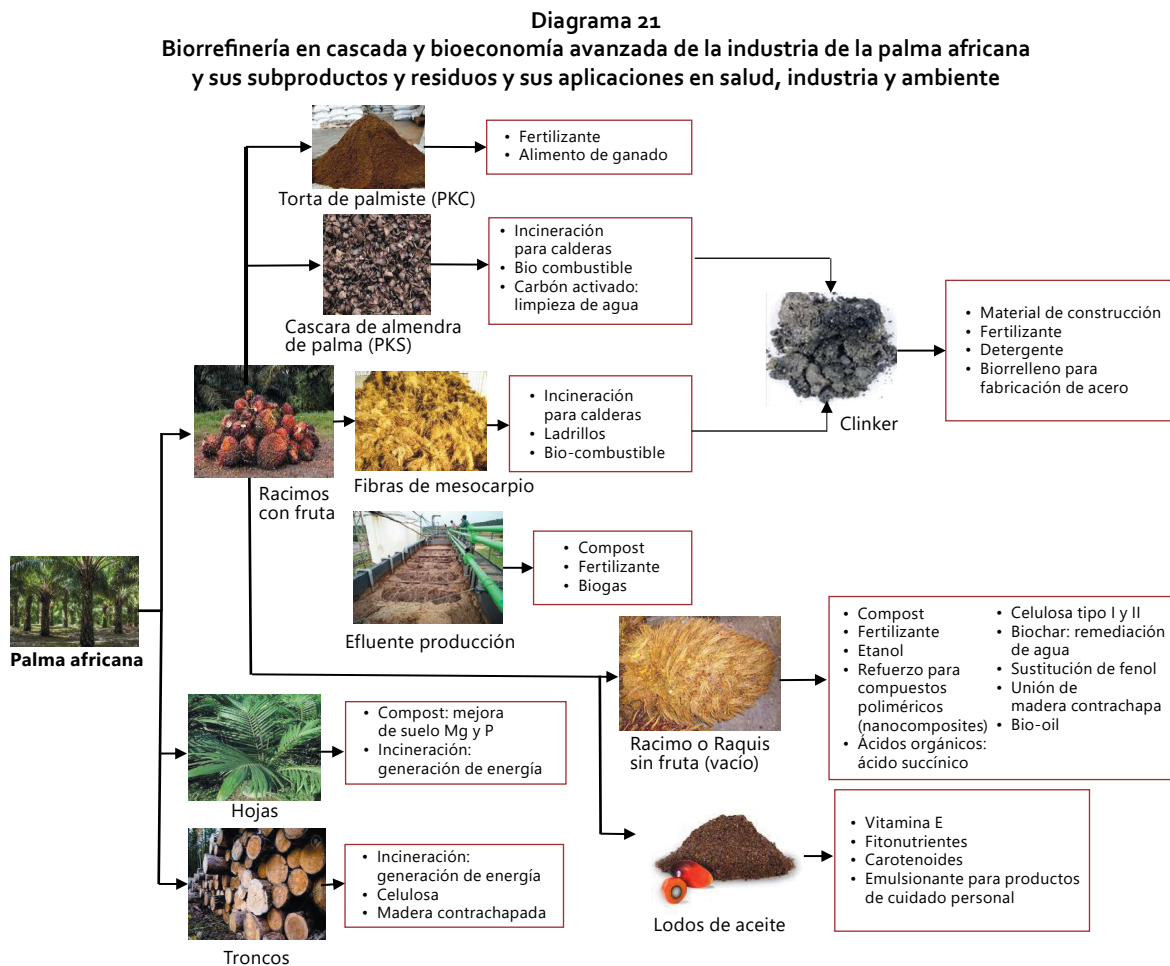 Diagrama 21
Biorrefinería en cascada y bioeconomía avanzada de la industria de la palma africana
y sus subproductos y residuos y sus aplicaciones en salud, industria y ambiente
Torta de palmiste (PKC)
• Fertilizante
• Alimento de ganado
Cascara de almendra
de palma (PKS)
• Incineración
para calderas
• Bio combustible
• Carbón activado:
limpieza de agua
Clinker
• Material de construcción
• Fertilizante
• Detergente
• Biorrelleno para
fabricación de acero
Racimos
con fruta
Fibras de mesocarpio
• Incineración
para calderas
• Ladrillos
• Bio-combustible
Palma africana
Efluente producción
• Compost
• Fertilizante
• Biogas
Racimo o Raquis
sin fruta (vacío)
• Compost
• Fertilizante
• Etanol
• Refuerzo para
compuestos
poliméricos
(nanocomposites)
• Ácidos orgánicos:
ácido succínico
• Celulosa tipo I y II
• Biochar: remediación
de agua
• Sustitución de fenol
• Unión de
madera contrachapa
• Bio-oil
Hojas
• Compost: mejora
de suelo Mg y P
• Incineración:
generación de energía
Lodos de aceite
• Vitamina E
• Fitonutrientes
• Carotenoides
• Emulsionante para productos
de cuidado personal
Troncos
• Incineración:
generación de energía
• Celulosa
• Madera contrachapada